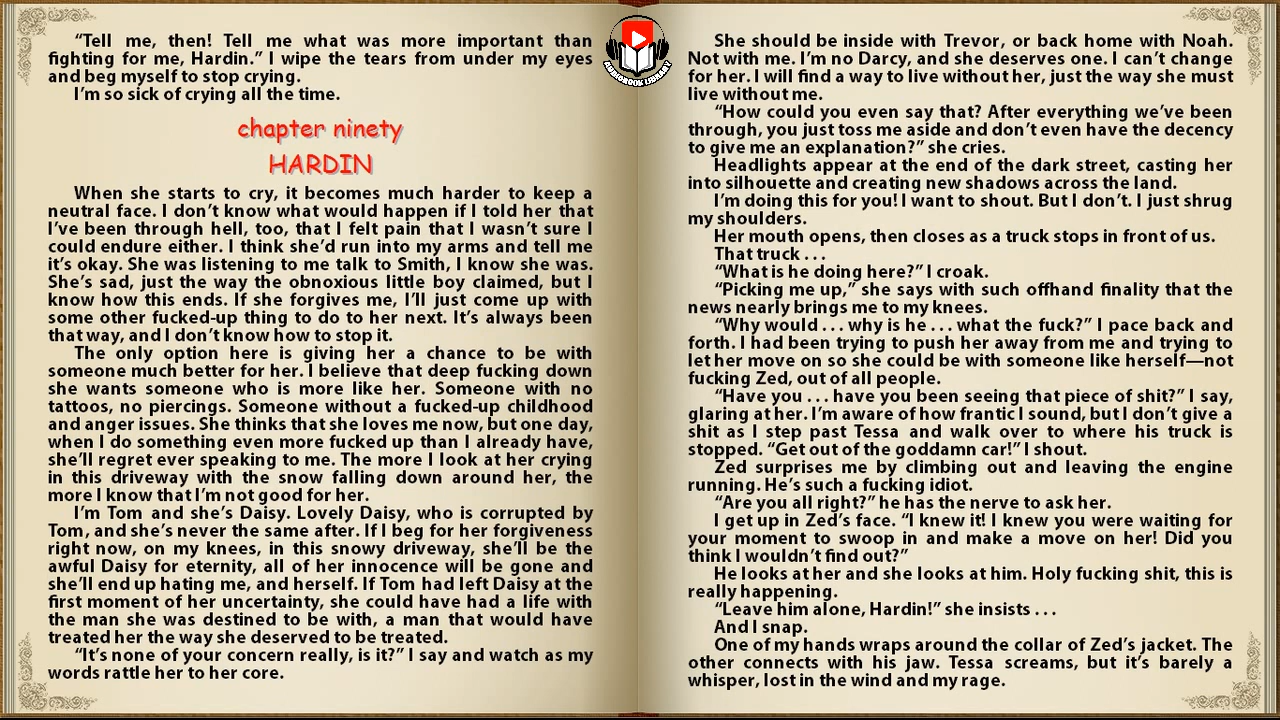 “Tell me, then! Tell me what was more important than
fighting for me, Hardin.” I wipe the tears from under my eyes
and beg myself to stop crying.
I’m so sick of crying all the time.
chapter ninety
HARDIN
When she starts to cry, it becomes much harder to keep a
neutral face. I don’t know what would happen if I told her that
I’ve been through hell, too, that I felt pain that I wasn’t sure I
could endure either. I think she’d run into my arms and tell me
it’s okay. She was listening to me talk to Smith, I know she was.
She’s sad, just the way the obnoxious little boy claimed, but I
know how this ends. If she forgives me, I’ll just come up with
some other fucked-up thing to do to her next. It’s always been
that way, and I don’t know how to stop it.
The only option here is giving her a chance to be with
someone much better for her. I believe that deep fucking down
she wants someone who is more like her. Someone with no
tattoos, no piercings. Someone without a fucked-up childhood
and anger issues. She thinks that she loves me now, but one day,
when I do something even more fucked up than I already have,
she’ll regret ever speaking to me. The more I look at her crying
in this driveway with the snow falling down around her, the
more I know that I’m not good for her.
I’m Tom and she’s Daisy. Lovely Daisy, who is corrupted by
Tom, and she’s never the same after. If I beg for her forgiveness
right now, on my knees, in this snowy driveway, she’ll be the
awful Daisy for eternity, all of her innocence will be gone and
she’ll end up hating me, and herself. If Tom had left Daisy at the
first moment of her uncertainty, she could have had a life with
the man she was destined to be with, a man that would have
treated her the way she deserved to be treated.
“It’s none of your concern really, is it?” I say and watch as my
words rattle her to her core.
AUDIOBOOK LIBRARY
She should be inside with Trevor, or back home with Noah.
Not with me. I’m no Darcy, and she deserves one. I can’t change
for her. I will find a way to live without her, just the way she must
live without me.
“How could you even say that? After everything we’ve been
through, you just toss me aside and don’t even have the decency
to give me an explanation?” she cries.
Headlights appear at the end of the dark street, casting her
into silhouette and creating new shadows across the land.
I’m doing this for you! I want to shout. But I don’t. I just shrug
my shoulders.
Her mouth opens, then closes as a truck stops in front of us.
That truck . . .
“What is he doing here?” I croak.
“Picking me up,” she says with such offhand finality that the
news nearly brings me to my knees.
“Why would . . . why is he . . . what the fuck?” I pace back and
forth. I had been trying to push her away from me and trying to
let her move on so she could be with someone like herself—not
fucking Zed, out of all people.
“Have you . . . have you been seeing that piece of shit?” I say,
glaring at her. I’m aware of how frantic I sound, but I don’t give a
shit as I step past Tessa and walk over to where his truck is
stopped. “Get out of the goddamn car!” I shout.
Zed surprises me by climbing out and leaving the engine
running. He’s such a fucking idiot.
“Are you all right?” he has the nerve to ask her.
I get up in Zed’s face. “I knew it! I knew you were waiting for
your moment to swoop in and make a move on her! Did you
think I wouldn’t find out?”
He looks at her and she looks at him. Holy fucking shit, this is
really happening.
“Leave him alone, Hardin!” she insists . . .
And I snap.
One of my hands wraps around the collar of Zed’s jacket. The
other connects with his jaw. Tessa screams, but it’s barely a
whisper, lost in the wind and my rage.